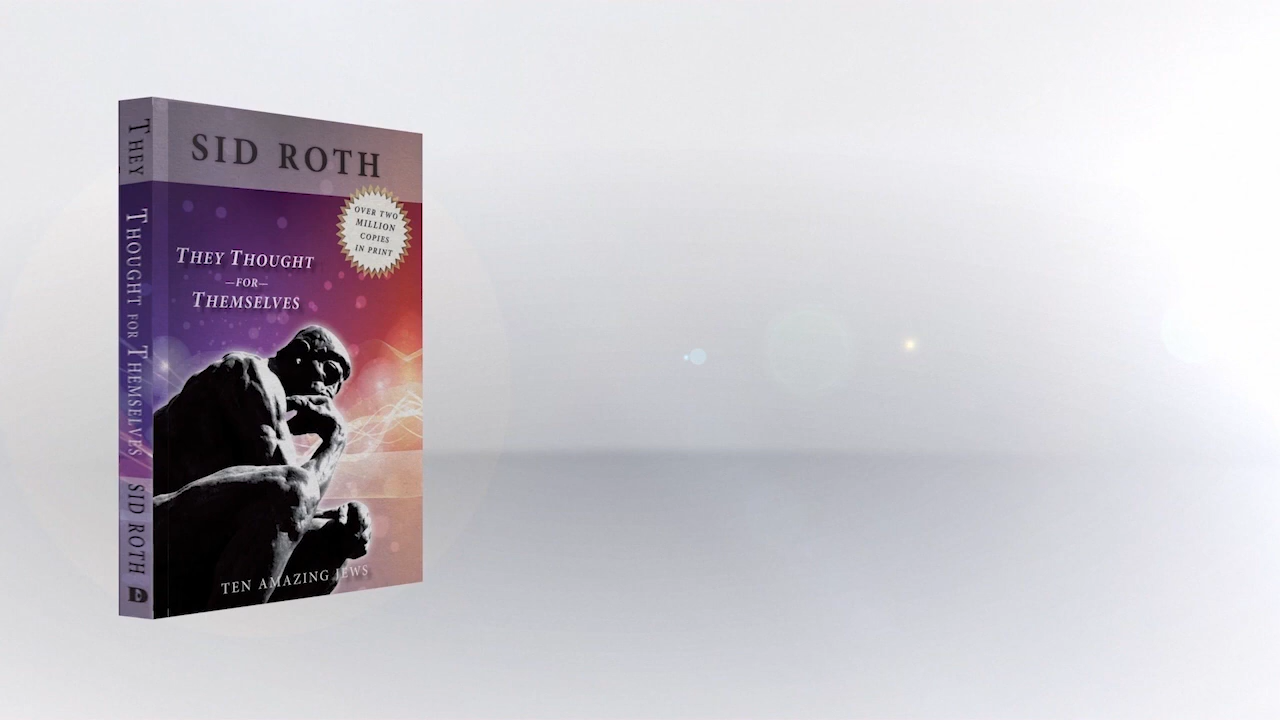 THEY THOUGHT FOR THEMSELVES SID ROTH
SID ROTH
OVER TWO
MILLION
COPIES
IN PRINT
THEY THOUGHT
—FOR—
THEMSELVES
TEN AMAZING JEWS